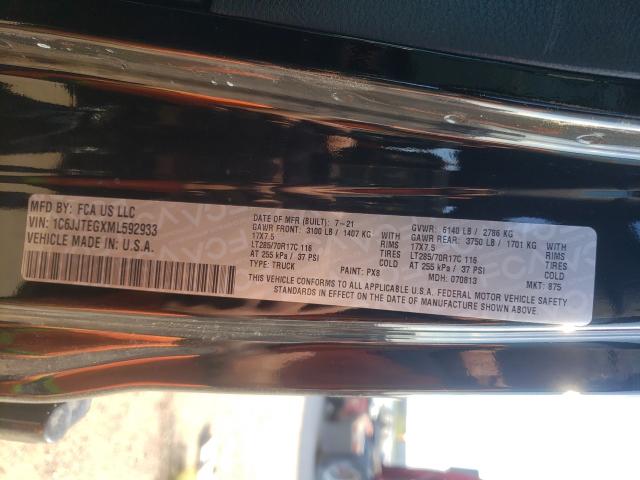 MFD BY: FCA US LLC
VIN: 1C6JJTEGXML592933
VEHICLE MADE IN U.S.A.
DATE OF MFR (BUILT): 7-21 GVWR: 6140 LB / 2786 KG
GAWR FRONT: 3100 LB / 1407 KG WITH GAWR REAR: 3750 LB / 1701 KG WITH
17X7.5 RIMS 17X7.5 RIMS
LT285/70R17C 116 TIRES LT285/70R17C 116 TIRES
AT 255 kPa / 37 PSI COLD AT 255 kPa / 37 PSI COLD
TYPE: TRUCK PAINT: PX8 MDH: 070813 MKT: 875
THIS VEHICLE CONFORMS TO ALL APPLICABLE U.S.A. FEDERAL MOTOR VEHICLE SAFETY
STANDARDS IN EFFECT ON THE DATE OF MANUFACTURE SHOWN ABOVE.